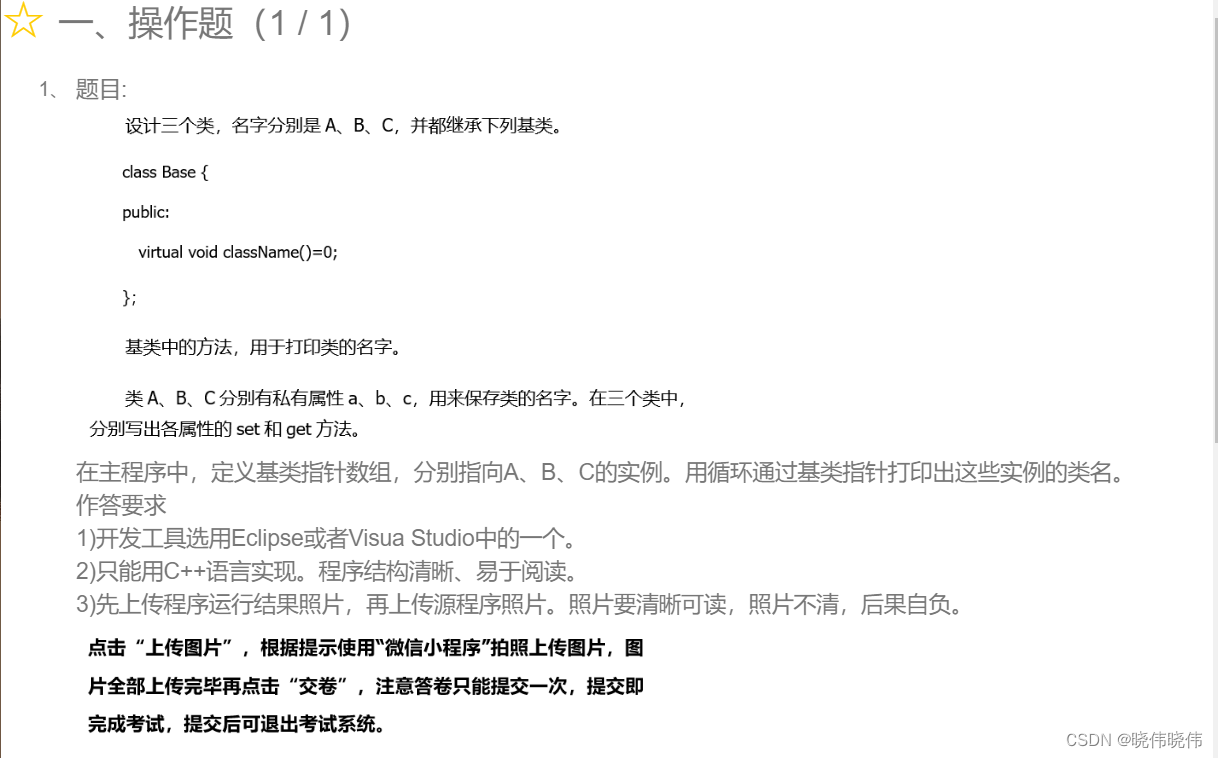 一、操作题（1 / 1）
1、 题目:
设计三个类，名字分别是 A、B、C，并都继承下列基类。
class Base {
public:
virtual void className()=0;
};
基类中的方法，用于打印类的名字。
类 A、B、C 分别有私有属性 a、b、c，用来保存类的名字。在三个类中，
分别写出各属性的 set 和 get 方法。
在主程序中，定义基类指针数组，分别指向A、B、C的实例。用循环通过基类指针打印出这些实例的类名。
作答要求
1)开发工具选用Eclipse或者Visua Studio中的一个。
2)只能用C++语言实现。程序结构清晰、易于阅读。
3)先上传程序运行结果照片，再上传源程序照片。照片要清晰可读，照片不清，后果自负。
点击“上传图片”，根据提示使用“微信小程序”拍照上传图片，图
片全部上传完毕再点击“交卷”，注意答卷只能提交一次，提交即
完成考试，提交后可退出考试系统。
CSDN @晓伟晓伟